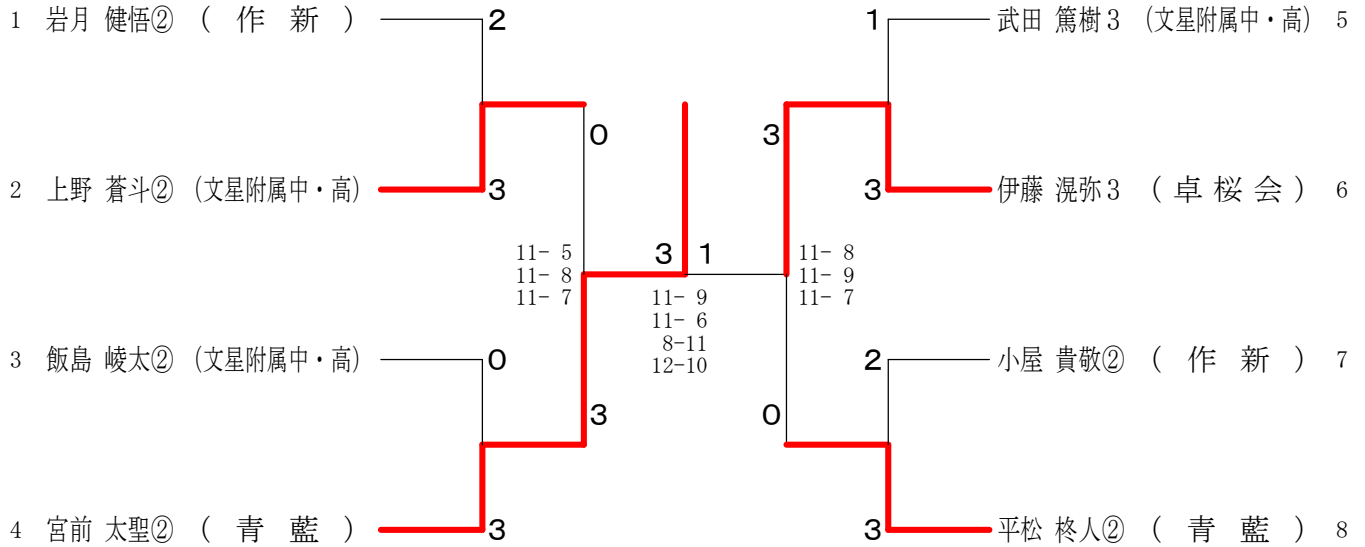 1 岩月 健悟② ( 作 新 ) 2
1 武田 篤樹3 (文星附属中・高) 5
0
3
2 上野 蒼斗② (文星附属中・高) 3
3 伊藤 滉弥3 ( 卓 桜 会 ) 6
11- 5
11- 8
11- 7
3 1
11- 9
11- 6
8-11
12-10
11- 8
11- 9
11- 7
3 飯島 崚太② (文星附属中・高) 0
2 小屋 貴敬② ( 作 新 ) 7
3
0
4 宮前 太聖② ( 青 藍 ) 3
3 平松 柊人② ( 青 藍 ) 8